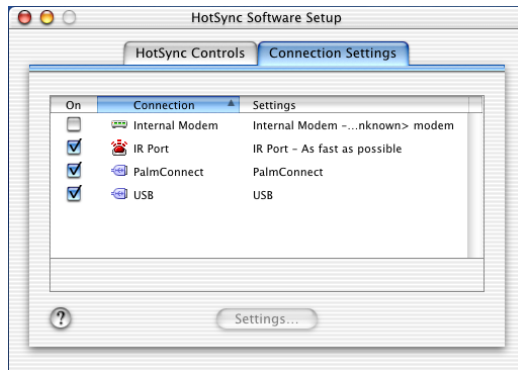 HotSync Software Setup
HotSync Controls Connection Settings
On Connection Settings
Internal Modem Internal Modem -...nknown> modem
IR Port IR Port - As fast as possible
PalmConnect PalmConnect
USB USB
? Settings...